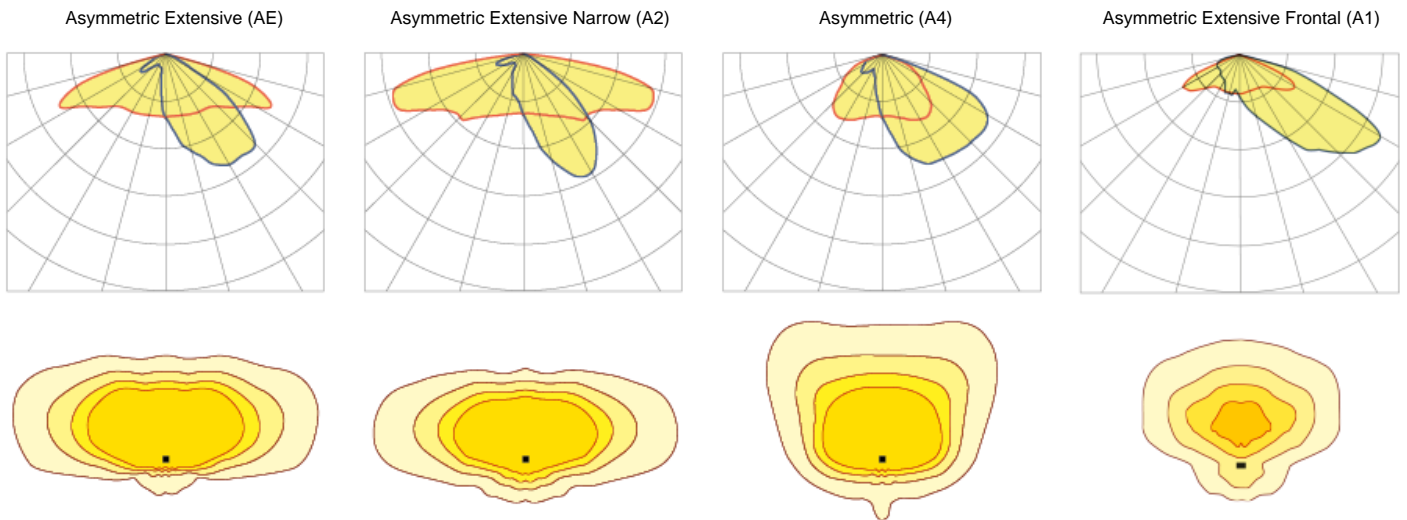 Asymmetric Extensive (AE)
Asymmetric Extensive Narrow (A2)
Asymmetric (A4)
Asymmetric Extensive Frontal (A1)